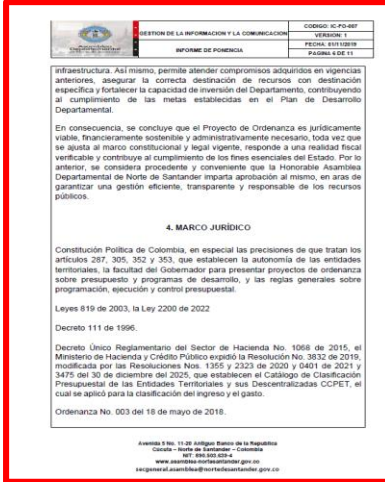 Asamblea
GESTION DE LA INFORMACION Y LA COMUNICACION
INFORME DE PONENCIA
CODIGO: IC-FO-007
VERSION: 1
FECHA: 01/11/2019
PAGINA 6 DE 11
infraestructura. Así mismo, permite atender compromisos adquiridos en vigencias
anteriores, asegurar la correcta destinación de recursos con destinación
específica y fortalecer la capacidad de inversión del Departamento, contribuyendo
al cumplimiento de las metas establecidas en el Plan de Desarrollo
Departamental.
En consecuencia, se concluye que el Proyecto de Ordenanza es jurídicamente
viable, financieramente sostenible y administrativamente necesario, toda vez que
se ajusta al marco constitucional y legal vigente, responde a una realidad fiscal
verificable y contribuye al cumplimiento de los fines esenciales del Estado. Por lo
anterior, se considera procedente y conveniente que la Honorable Asamblea
Departamental de Norte de Santander imparta aprobación al mismo, en aras de
garantizar una gestión eficiente, transparente y responsable de los recursos
públicos.
4. MARCO JURÍDICO
Constitución Política de Colombia, en especial las precisiones de que tratan los
artículos 287, 305, 352 y 353, que establecen la autonomía de las entidades
territoriales, la facultad del Gobernador para presentar proyectos de ordenanza
sobre presupuesto y programas de desarrollo, y las reglas generales sobre
programación, ejecución y control presupuestal.
Leyes 819 de 2003, la Ley 2200 de 2022
Decreto 111 de 1996.
Decreto Único Reglamentario del Sector de Hacienda No. 1068 de 2015, el
Ministerio de Hacienda y Crédito Público expidió la Resolución No. 3832 de 2019,
modificada por las Resoluciones Nos. 1355 y 2323 de 2020 y 0401 de 2021 y
3475 del 30 de diciembre del 2025, que establecen el Catálogo de Clasificación
Presupuestal de las Entidades Territoriales y sus Descentralizadas CCPET, el
cual se aplicó para la clasificación del ingreso y el gasto.
Ordenanza No. 003 del 18 de mayo de 2018.
Avenida 5 No. 11-20 Antiguo Banco de la Republica
Cúcuta – Norte de Santander – Colombia
NIT: 890.503.629-4
www.asamblea-nortedesantander.gov.co
secgeneral.asamblea@nortedesantander.gov.co